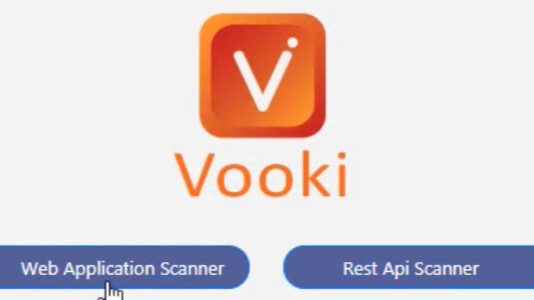 Vooki
Web Application Scanner
Rest Api Scanner